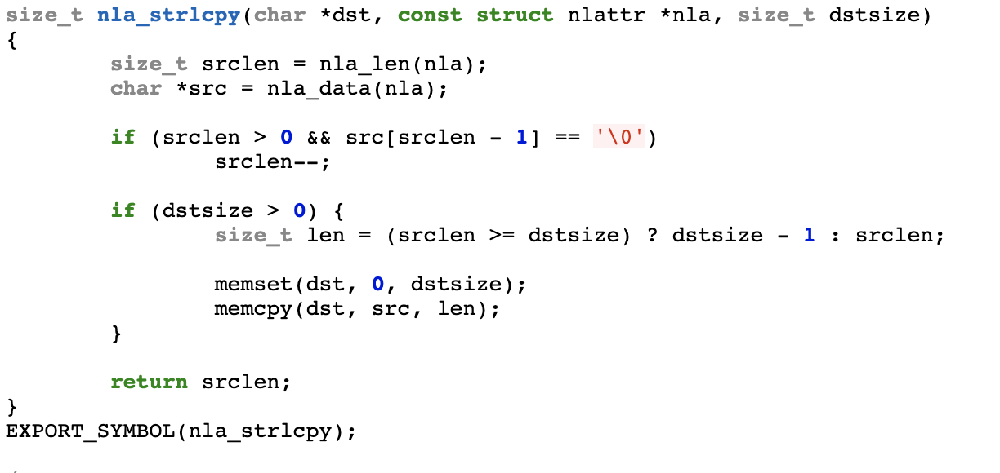 size_t nla_strlcpy(char *dst, const struct nlattr *nla, size_t dstsize)
{
        size_t srclen = nla_len(nla);
        char *src = nla_data(nla);

        if (srclen > 0 && src[srclen - 1] == '\0')
                srclen--;

        if (dstsize > 0) {
                size_t len = (srclen >= dstsize) ? dstsize - 1 : srclen;

                memset(dst, 0, dstsize);
                memcpy(dst, src, len);
        }

        return srclen;
}
EXPORT_SYMBOL(nla_strlcpy);